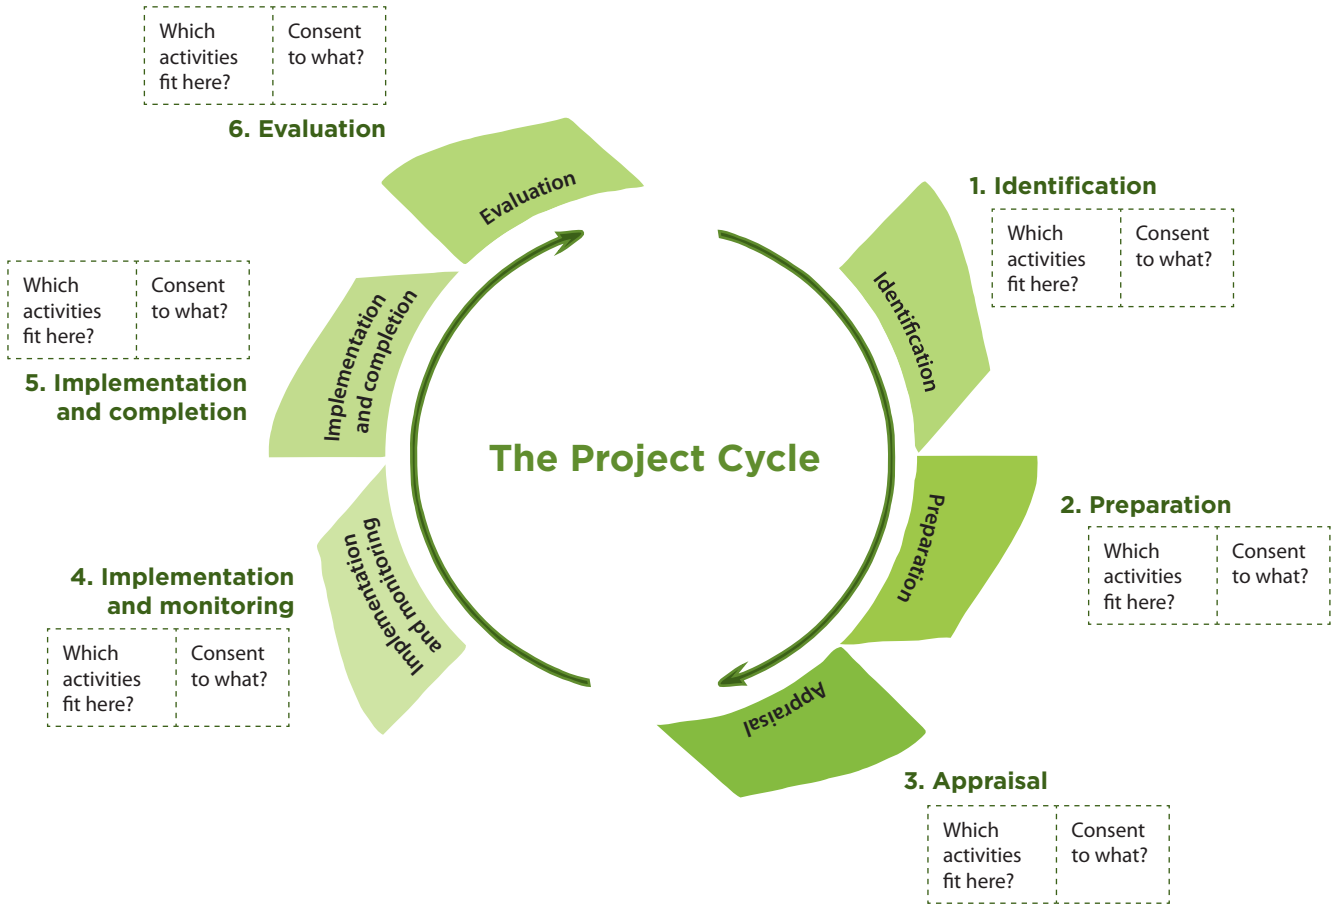 Which
activities
fit here?
Consent
to what?
6. Evaluation
Evaluation
1. Identification
Which
activities
fit here?
Consent
to what?
Identification
Which
activities
fit here?
Consent
to what?
5. Implementation
and completion
Implementation
and completion
The Project Cycle
2. Preparation
Which
activities
fit here?
Consent
to what?
Preparation
4. Implementation
and monitoring
Which
activities
fit here?
Consent
to what?
Implementation
and monitoring
Appraisal
3. Appraisal
Which
activities
fit here?
Consent
to what?